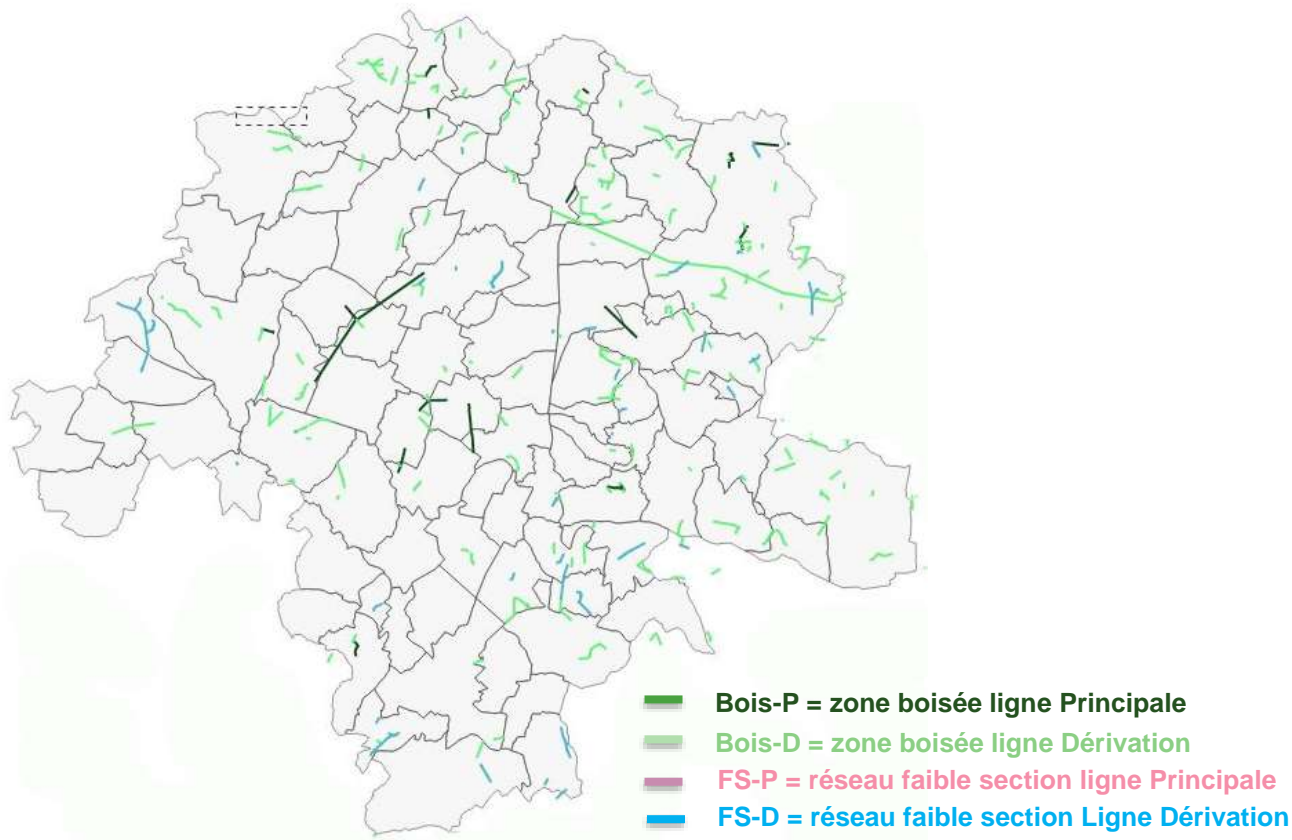 Bois-P = zone boisée ligne Principale
Bois-D = zone boisée ligne Dérivation
FS-P = réseau faible section ligne Principale
FS-D = réseau faible section Ligne Dérivation